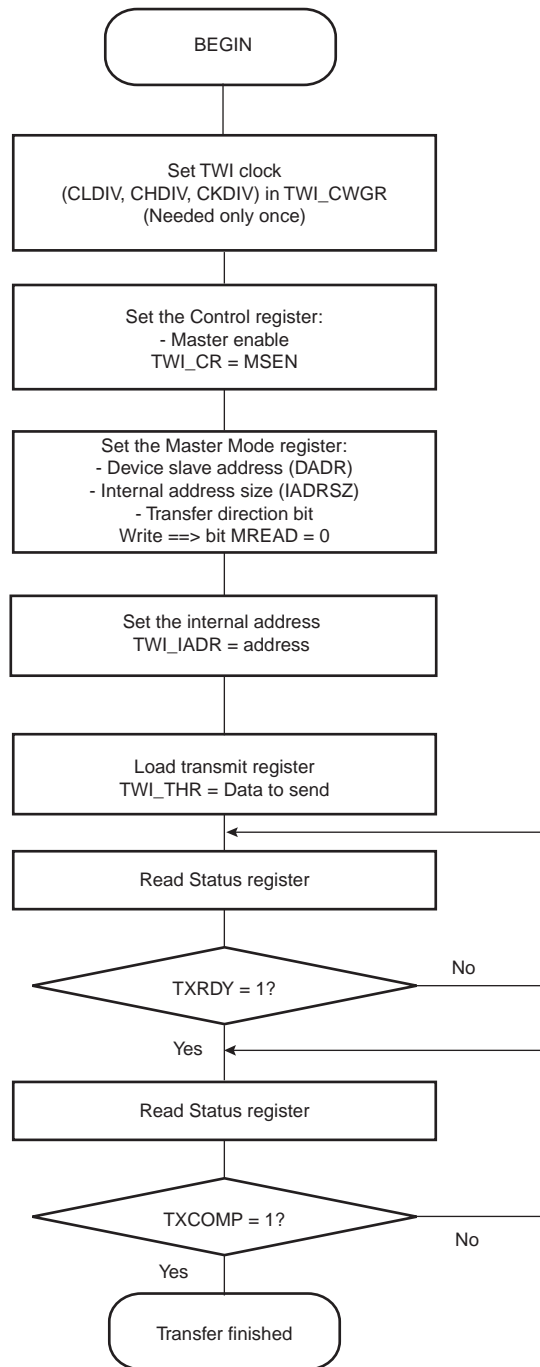 BEGIN
Set TWI clock
(CLDIV, CHDIV, CKDIV) in TWI_CWGR
(Needed only once)
Set the Control register:
- Master enable
TWI_CR = MSEN
Set the Master Mode register:
- Device slave address (DADR)
- Internal address size (IADRSZ)
- Transfer direction bit
Write ==> bit MREAD = 0
Set the internal address
TWI_IADR = address
Load transmit register
TWI_THR = Data to send
Read Status register
TXRDY = 1?
No
Yes
Read Status register
TXCOMP = 1?
No
Yes
Transfer finished